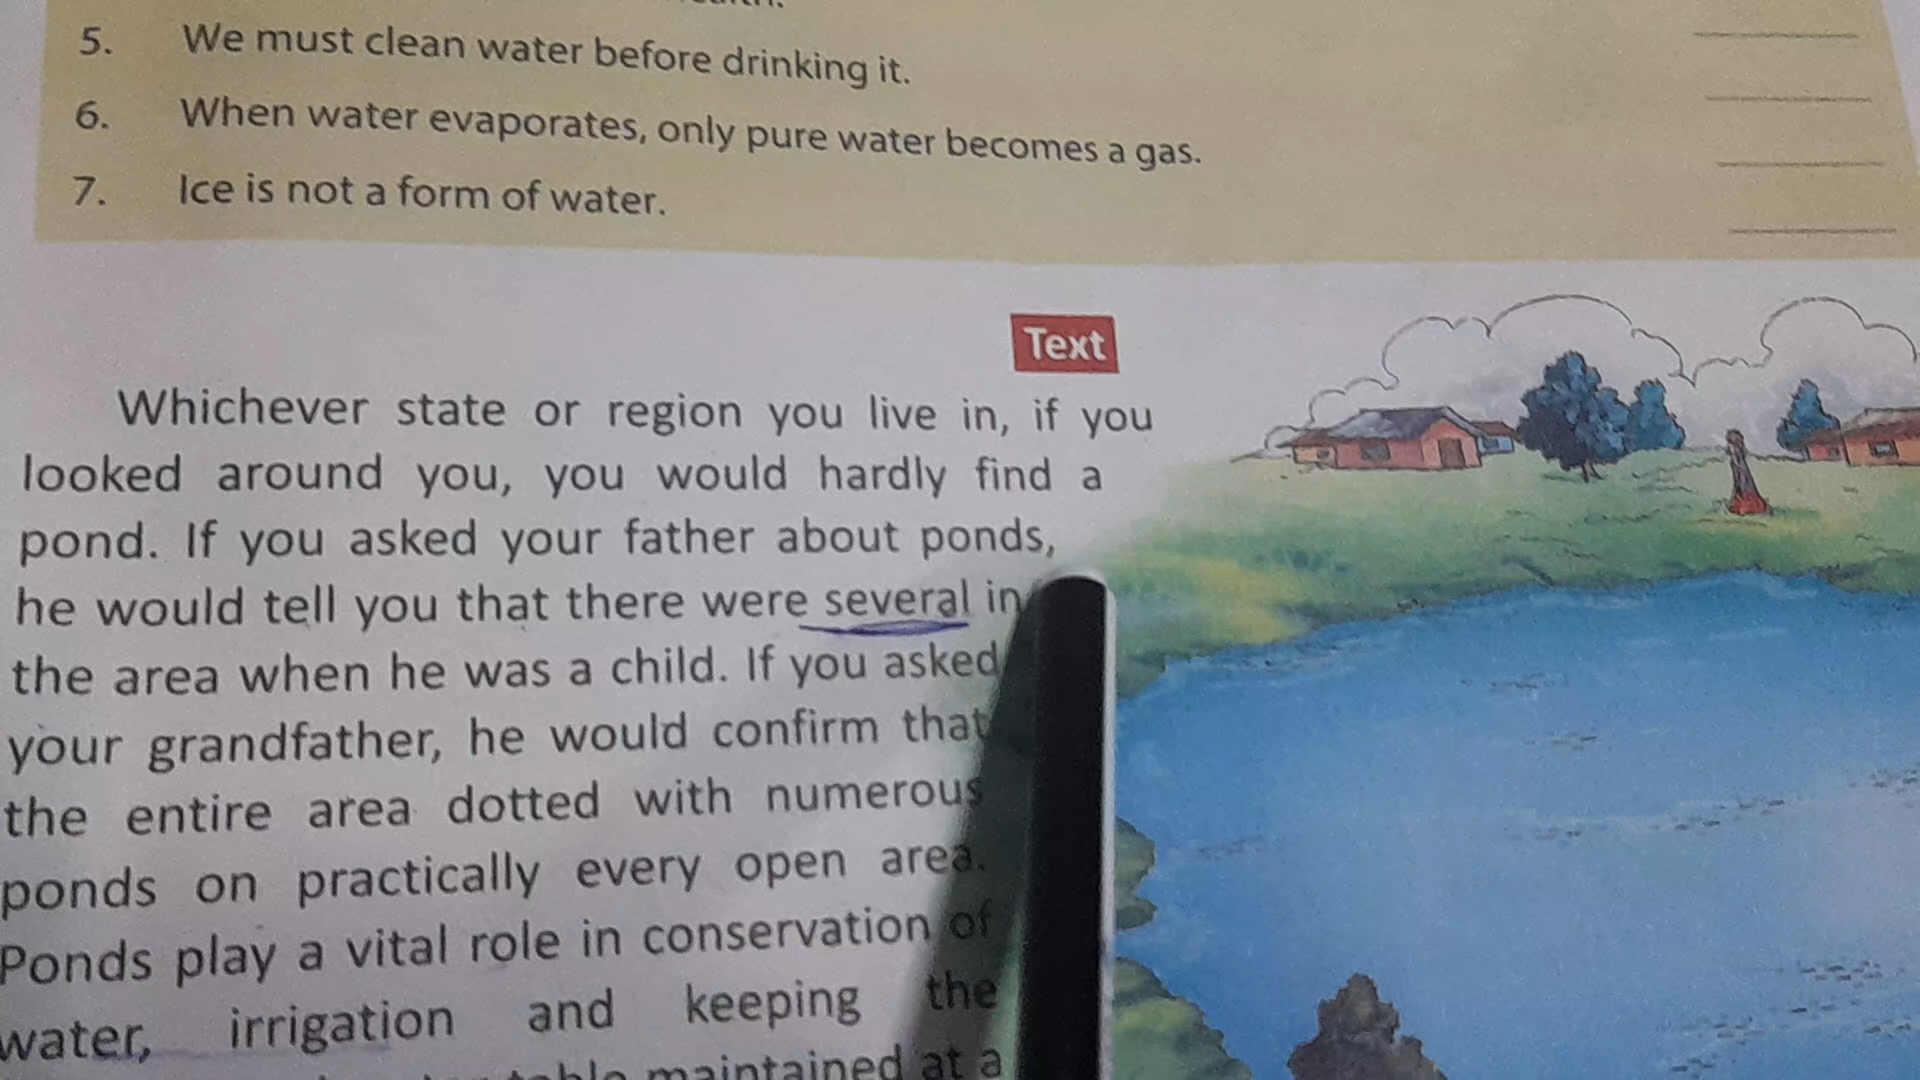 5. We must clean water before drinking it.
6. When water evaporates, only pure water becomes a gas.
7. Ice is not a form of water.
Text
Whichever state or region you live in, if you
looked around you, you would hardly find a
pond. If you asked your father about ponds,
he would tell you that there were several in
the area when he was a child. If you asked
your grandfather, he would confirm that
the entire area dotted with numerous
ponds on practically every open area.
Ponds play a vital role in conservation of
water, irrigation and keeping the
maintained at a